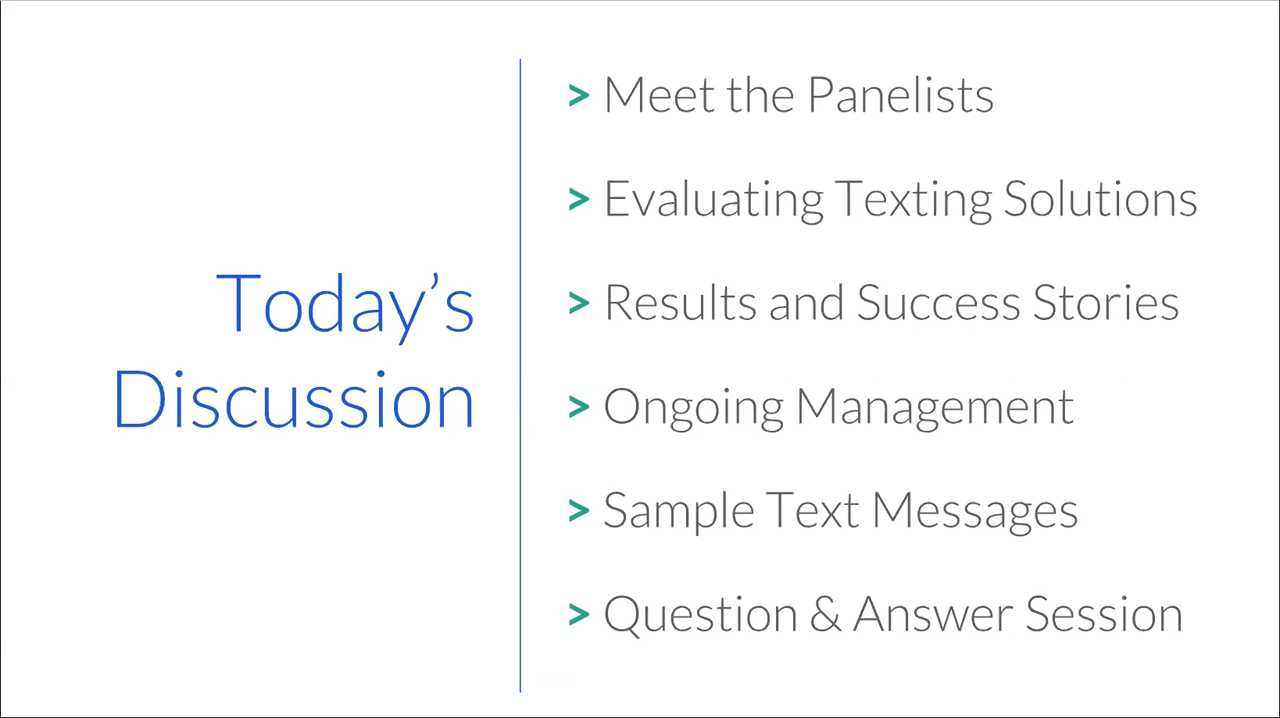 Today’s
Discussion
> Meet the Panelists
> Evaluating Texting Solutions
> Results and Success Stories
> Ongoing Management
> Sample Text Messages
> Question & Answer Session